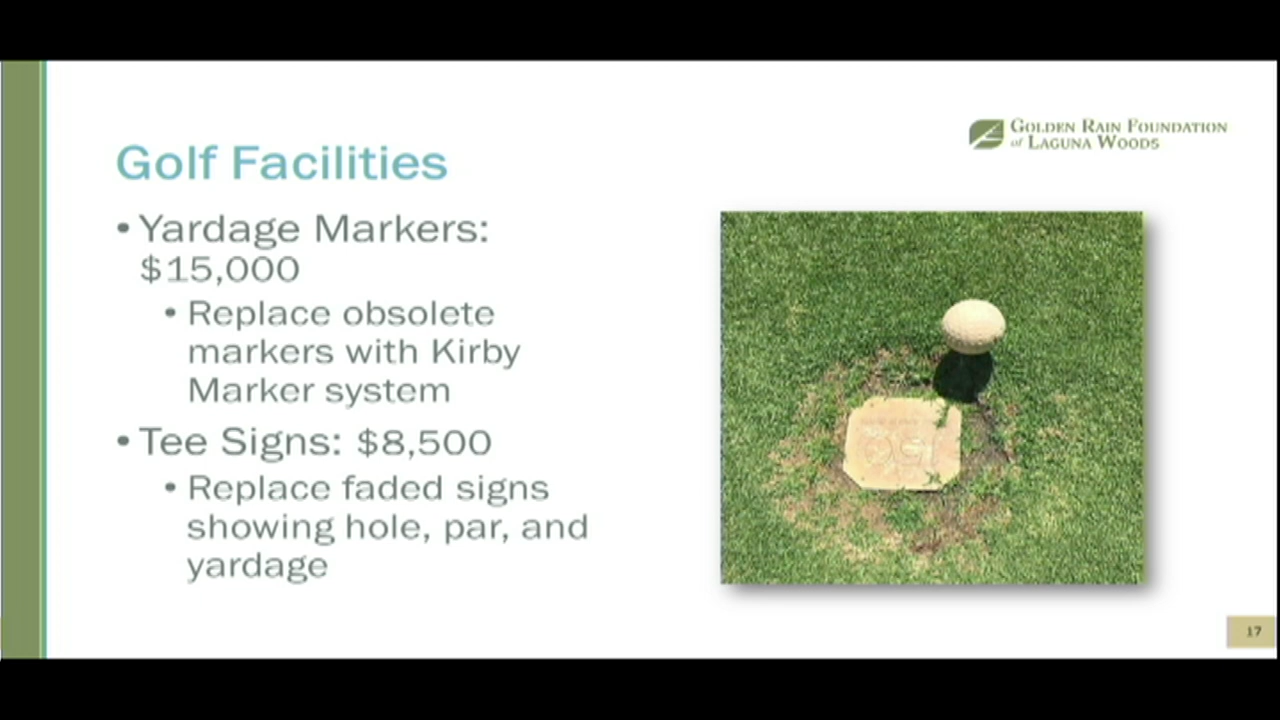 GOLDEN RAIN FOUNDATION
of LAGUNA WOODS
Golf Facilities
• Yardage Markers:
$15,000
• Replace obsolete
markers with Kirby
Marker system
• Tee Signs: $8,500
• Replace faded signs
showing hole, par, and
yardage
17